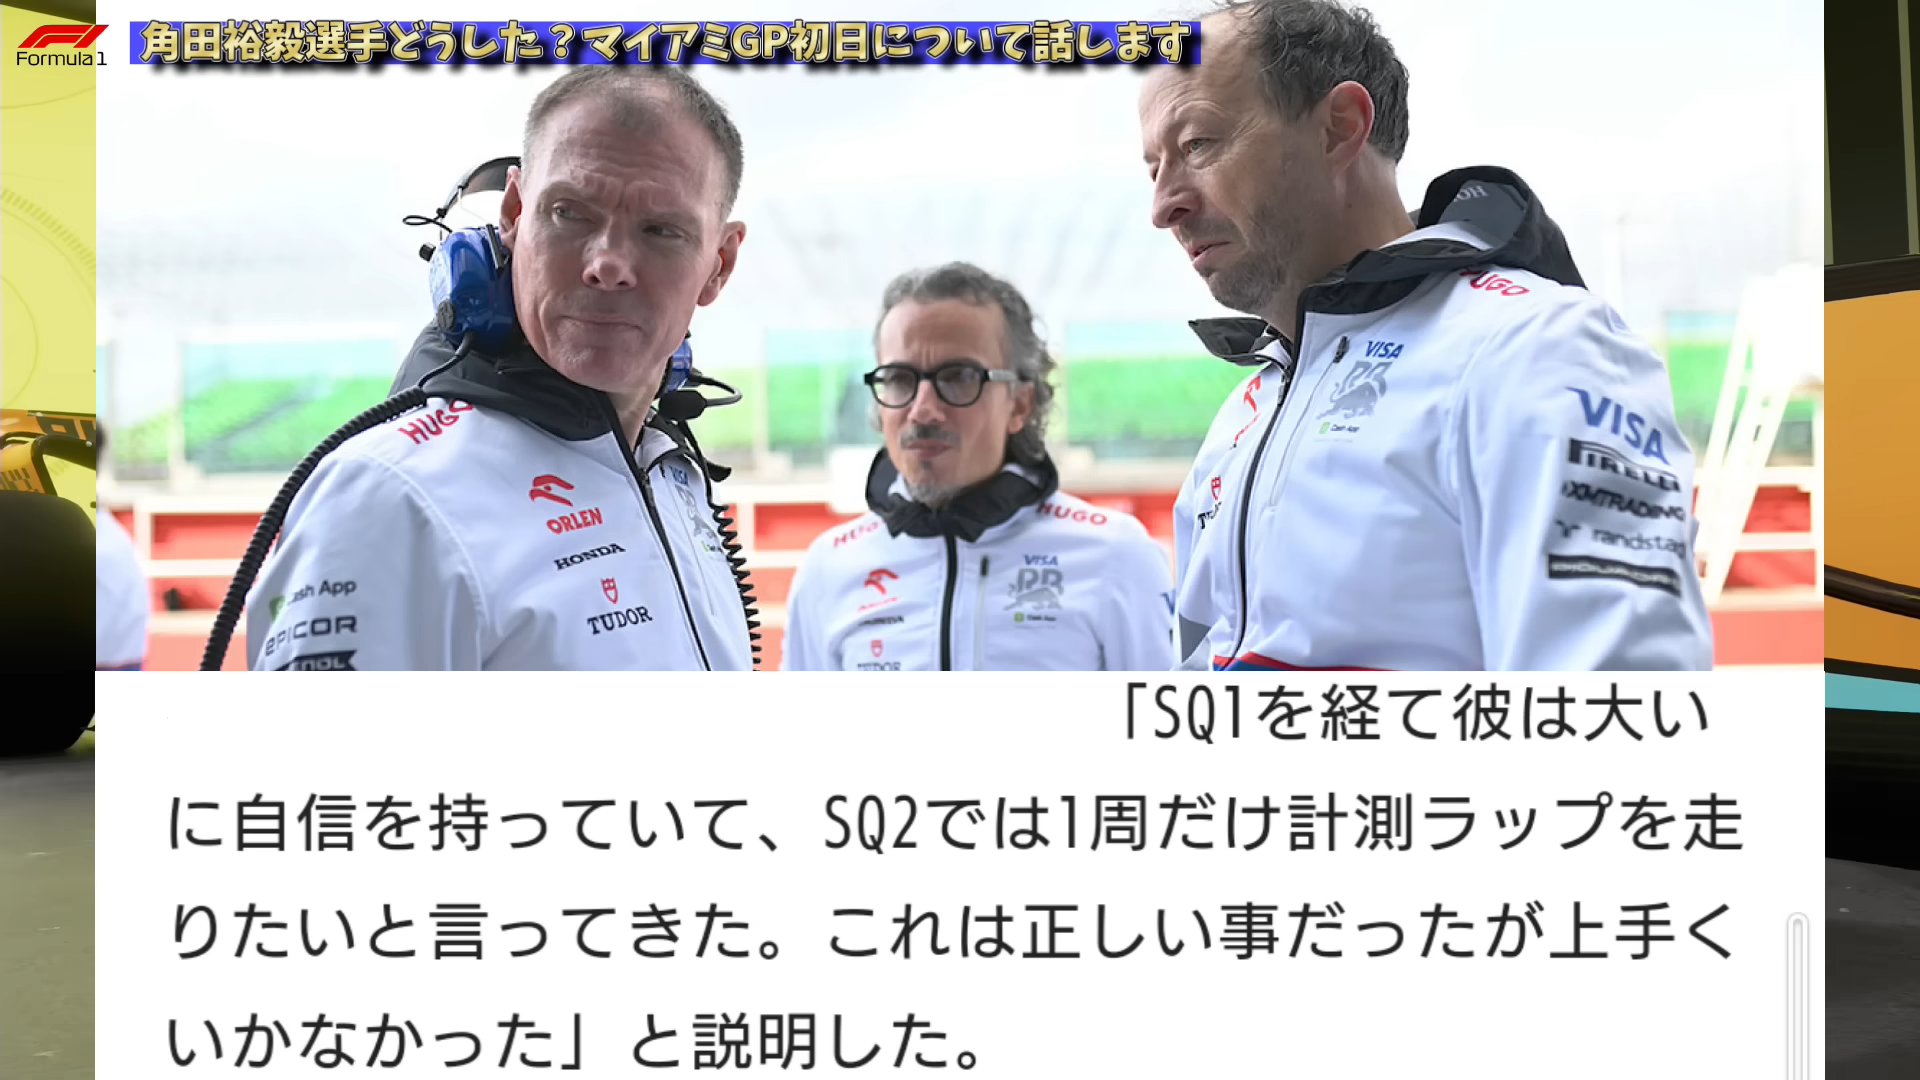 Formula 1
角田裕毅選手どうした？マイアミGP初日について話します
HUGO
ORLEN
HONDA
TUDOR
Cash App
EPICOR
VISA
HUGO
VISA
TUDOR
HUGO
VISA
RB
Cash App
VISA
PIRELLI
XMTRADING
randstad
「SQ1を経て彼は大い
に自信を持っていて、SQ2では1周だけ計測ラップを走
りたいと言ってきた。これは正しい事だったが上手く
いかなかった」と説明した。